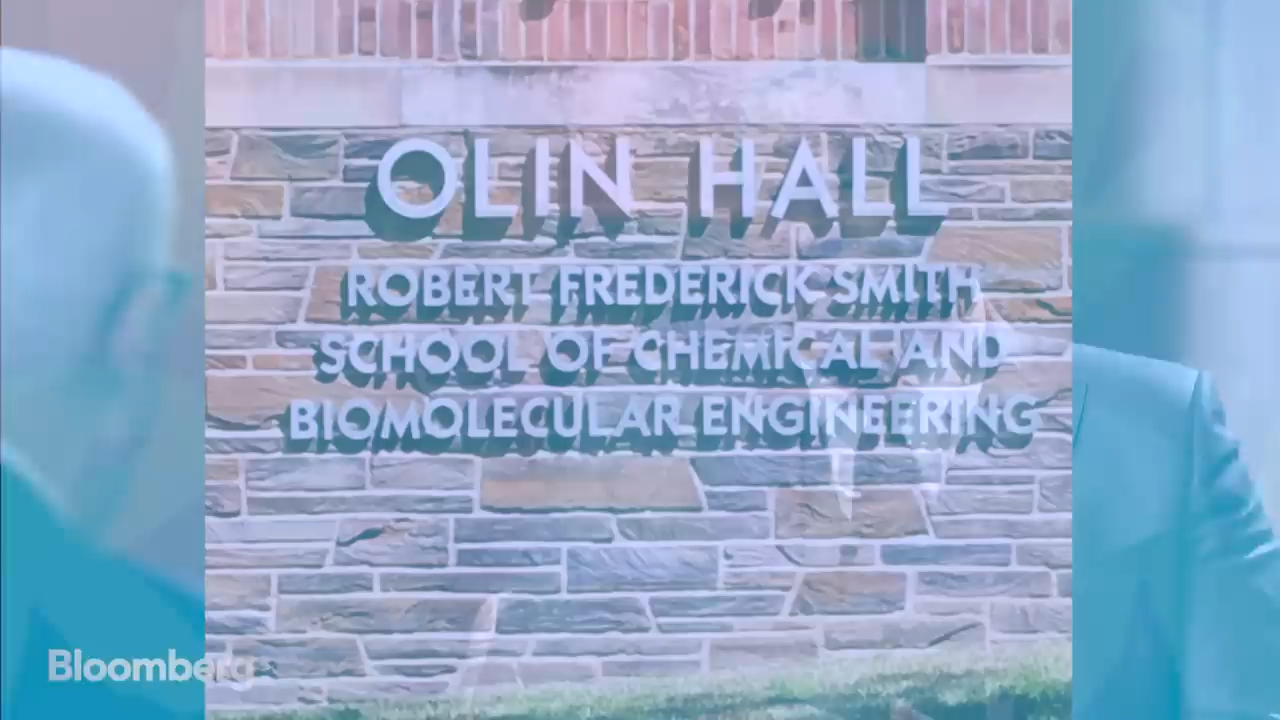 OLIN HALL
ROBERT FREDERICK SMITH
SCHOOL OF CHEMICAL AND
BIOMOLECULAR ENGINEERING
Bloomberg